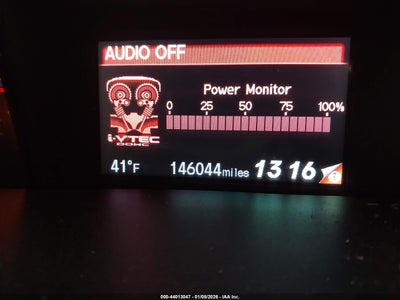 AUDIO OFF
Power Monitor
0 25 50 75 100%
i-VTEC
DOHC
41°F 146044miles 13 16
000-44013047 - 01/08/2026 - IAA Inc.